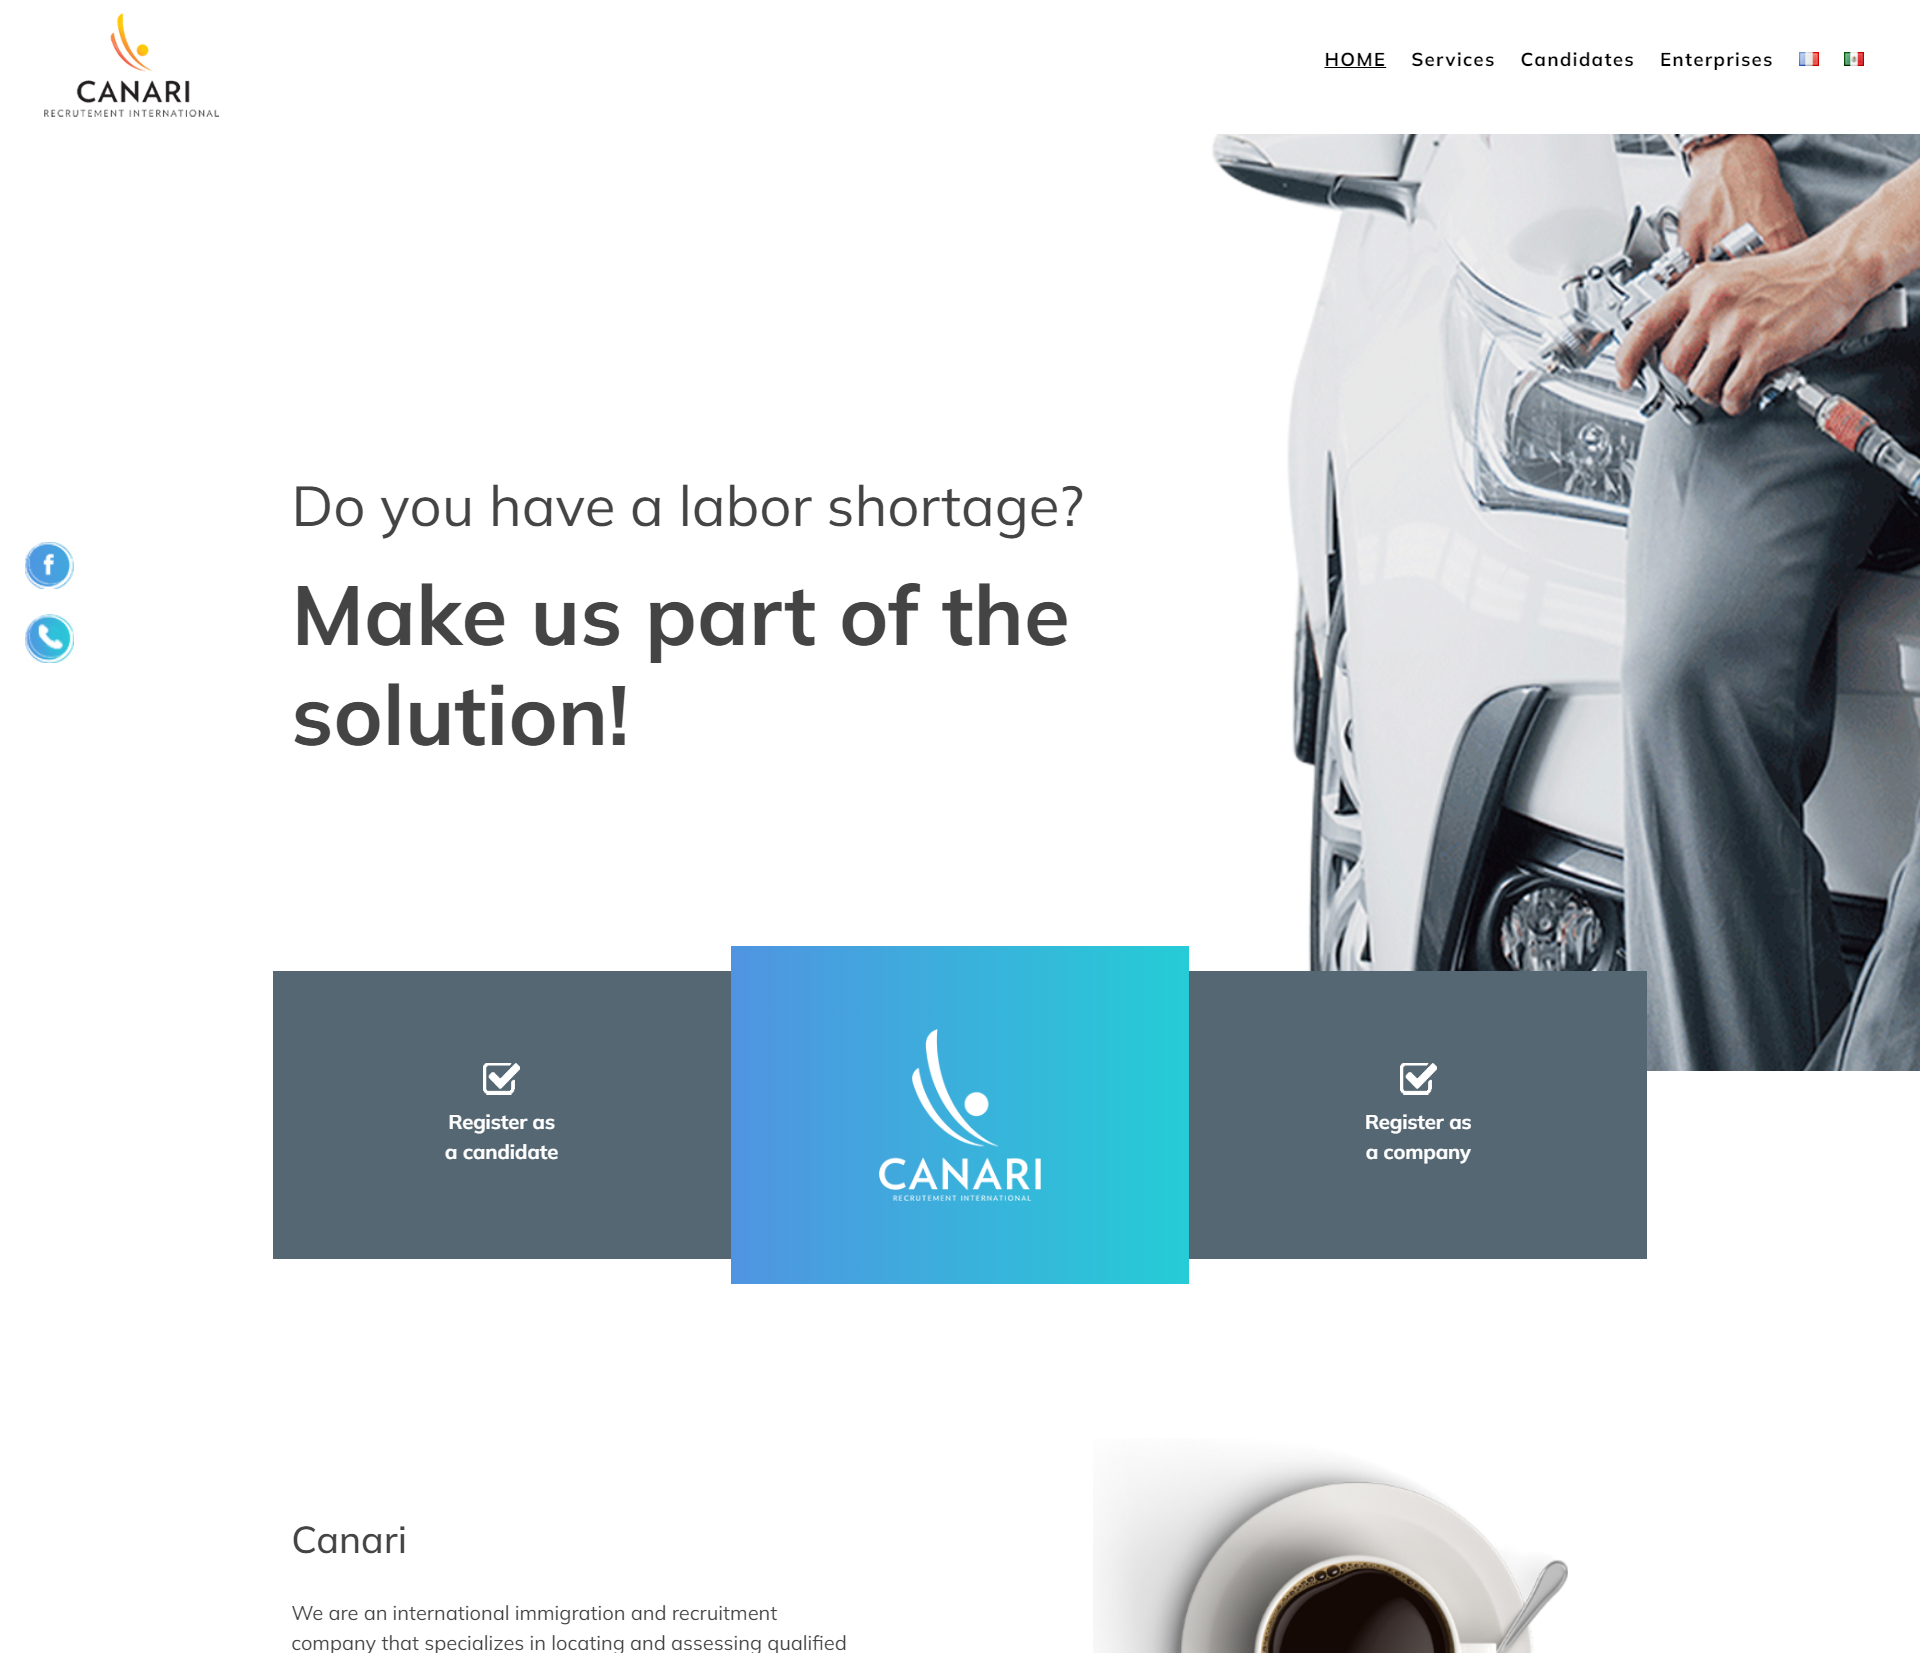 CANARI
RECRUTEMENT INTERNATIONAL
HOME Services Candidates Enterprises
Do you have a labor shortage?
Make us part of the
solution!
Register as
a candidate
CANARI
RECRUTEMENT INTERNATIONAL
Register as
a company
Canari
We are an international immigration and recruitment
company that specializes in locating and assessing qualified